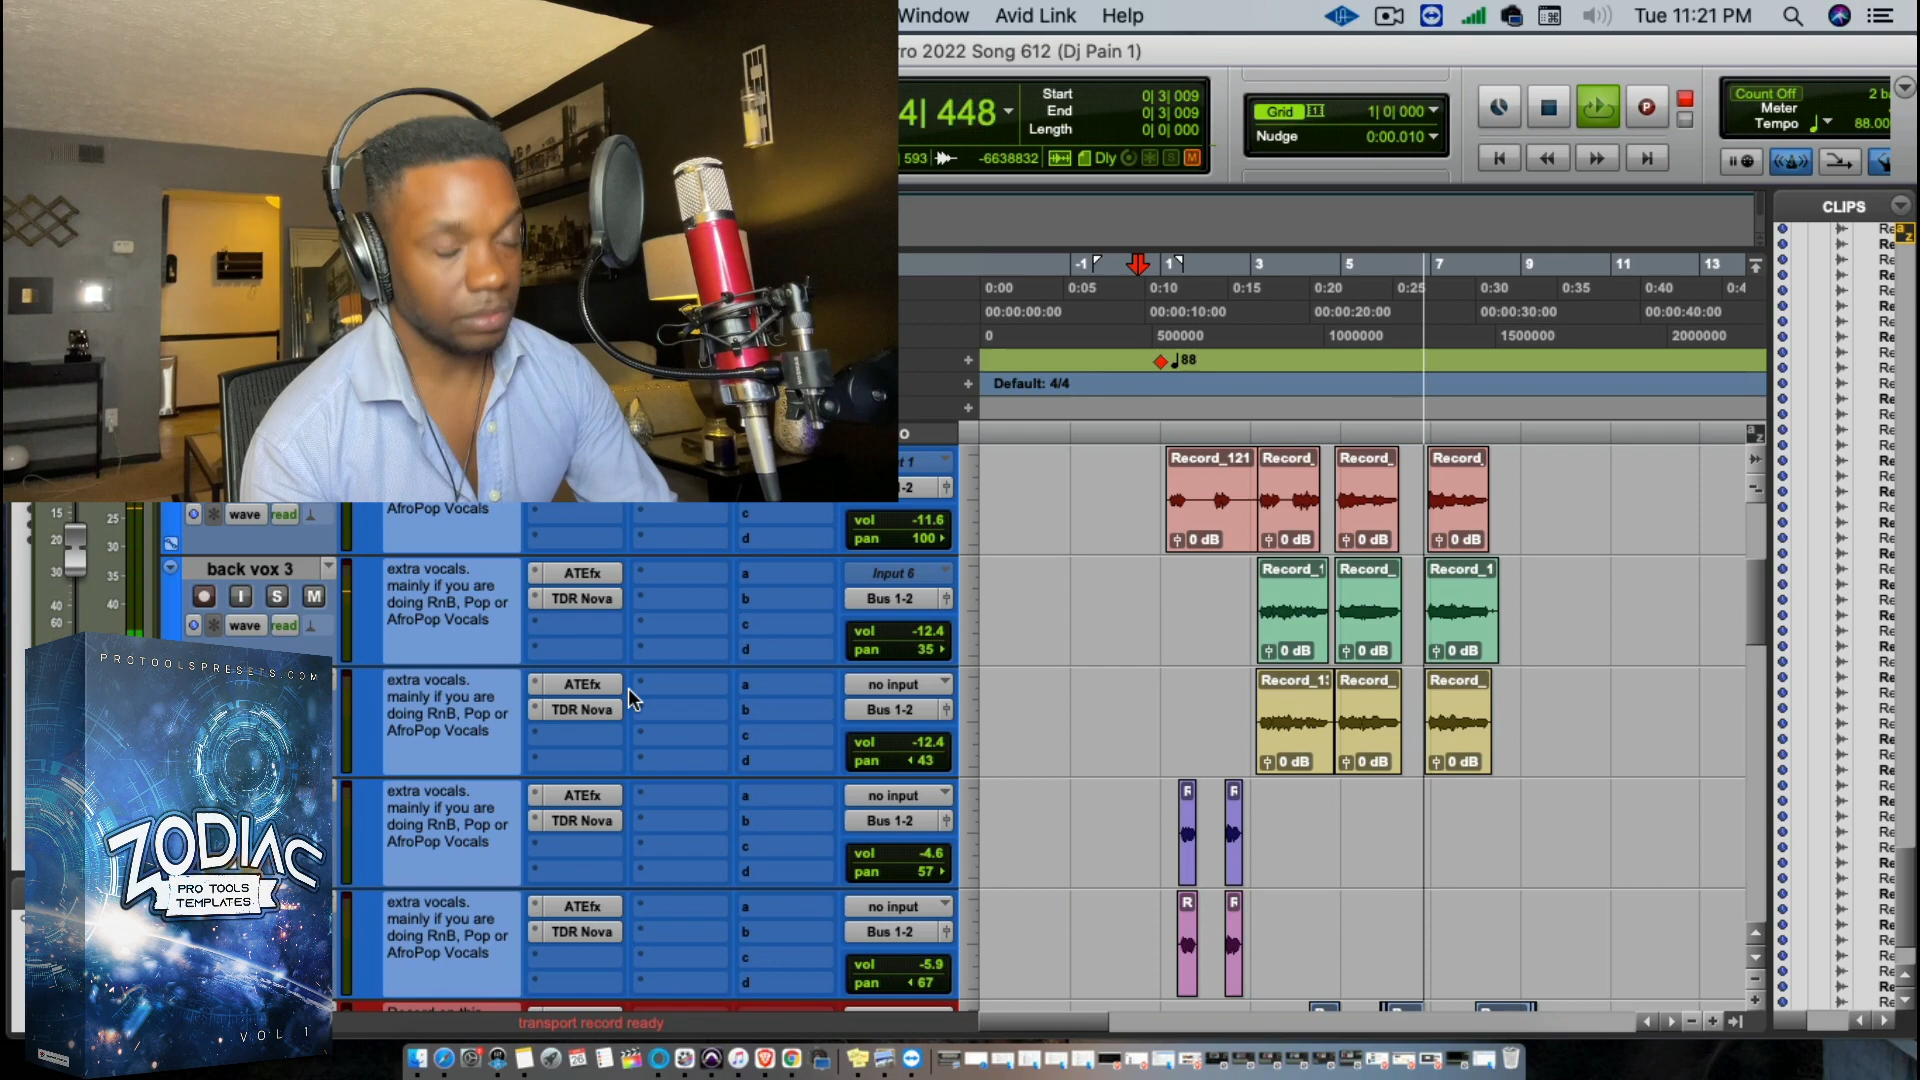 Window Avid Link Help Tue 11:21 PM
ro 2022 Song 612 (Dj Pain 1)
4| 448
Start 0| 3| 009
End 0| 3| 009
Length 0| 0| 000
593 -6638832 Dly S M
Grid 1| 0| 000
Nudge 0:00.010
P
Count Off 2 b
Meter
Tempo 88.00
CLIPS
-1 1 3 5 7 9 11 13
0:00 0:05 0:10 0:15 0:20 0:25 0:30 0:35 0:40 0:4
00:00:00:00 00:00:10:00 00:00:20:00 00:00:30:00 00:00:40:00
0 500000 1000000 1500000 2000000
88
Default: 4/4
Record_121 Record_ Record_ Record_
0 dB 0 dB 0 dB 0 dB
wave read
AfroPop Vocals
c
d
vol -11.6
pan 100
back vox 3
I S M
wave read
extra vocals.
mainly if you are
doing RnB, Pop or
AfroPop Vocals
ATEfx
TDR Nova
a
b
c
d
Input 6
Bus 1-2
vol -12.4
pan 35
Record_1 Record_ Record_1
0 dB 0 dB 0 dB
extra vocals.
mainly if you are
doing RnB, Pop or
AfroPop Vocals
ATEfx
TDR Nova
a
b
c
d
no input
Bus 1-2
vol -12.4
pan 43
Record_13 Record_ Record_
0 dB 0 dB 0 dB
extra vocals.
mainly if you are
doing RnB, Pop or
AfroPop Vocals
ATEfx
TDR Nova
a
b
c
d
no input
Bus 1-2
vol -4.6
pan 57
extra vocals.
mainly if you are
doing RnB, Pop or
AfroPop Vocals
ATEfx
TDR Nova
a
b
c
d
no input
Bus 1-2
vol -5.9
pan 67
R R
transport record ready
PROTOOLSPRESETS.COM
ZODIAC
PRO TOOLS
TEMPLATES
VOL 1